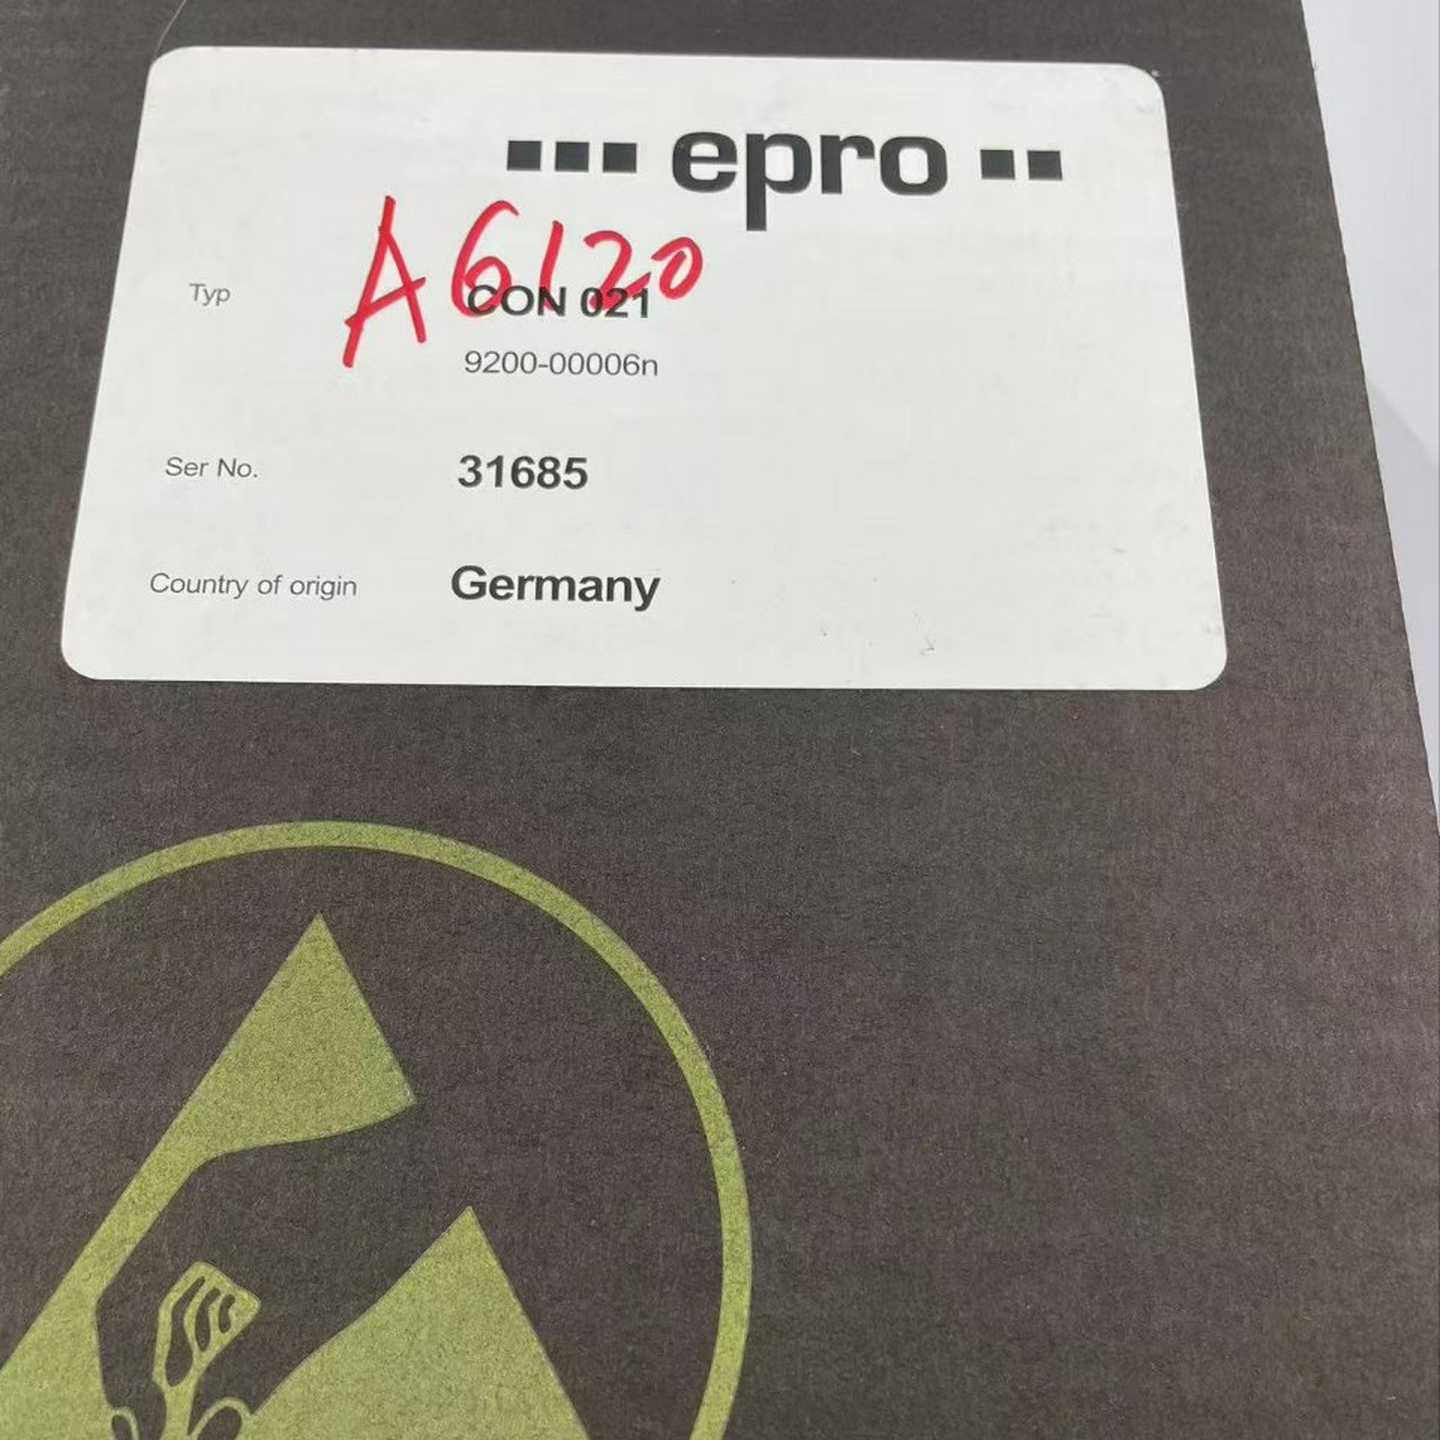 epro
A6120
Typ CON 021
9200-00006n
Ser No. 31685
Country of origin Germany